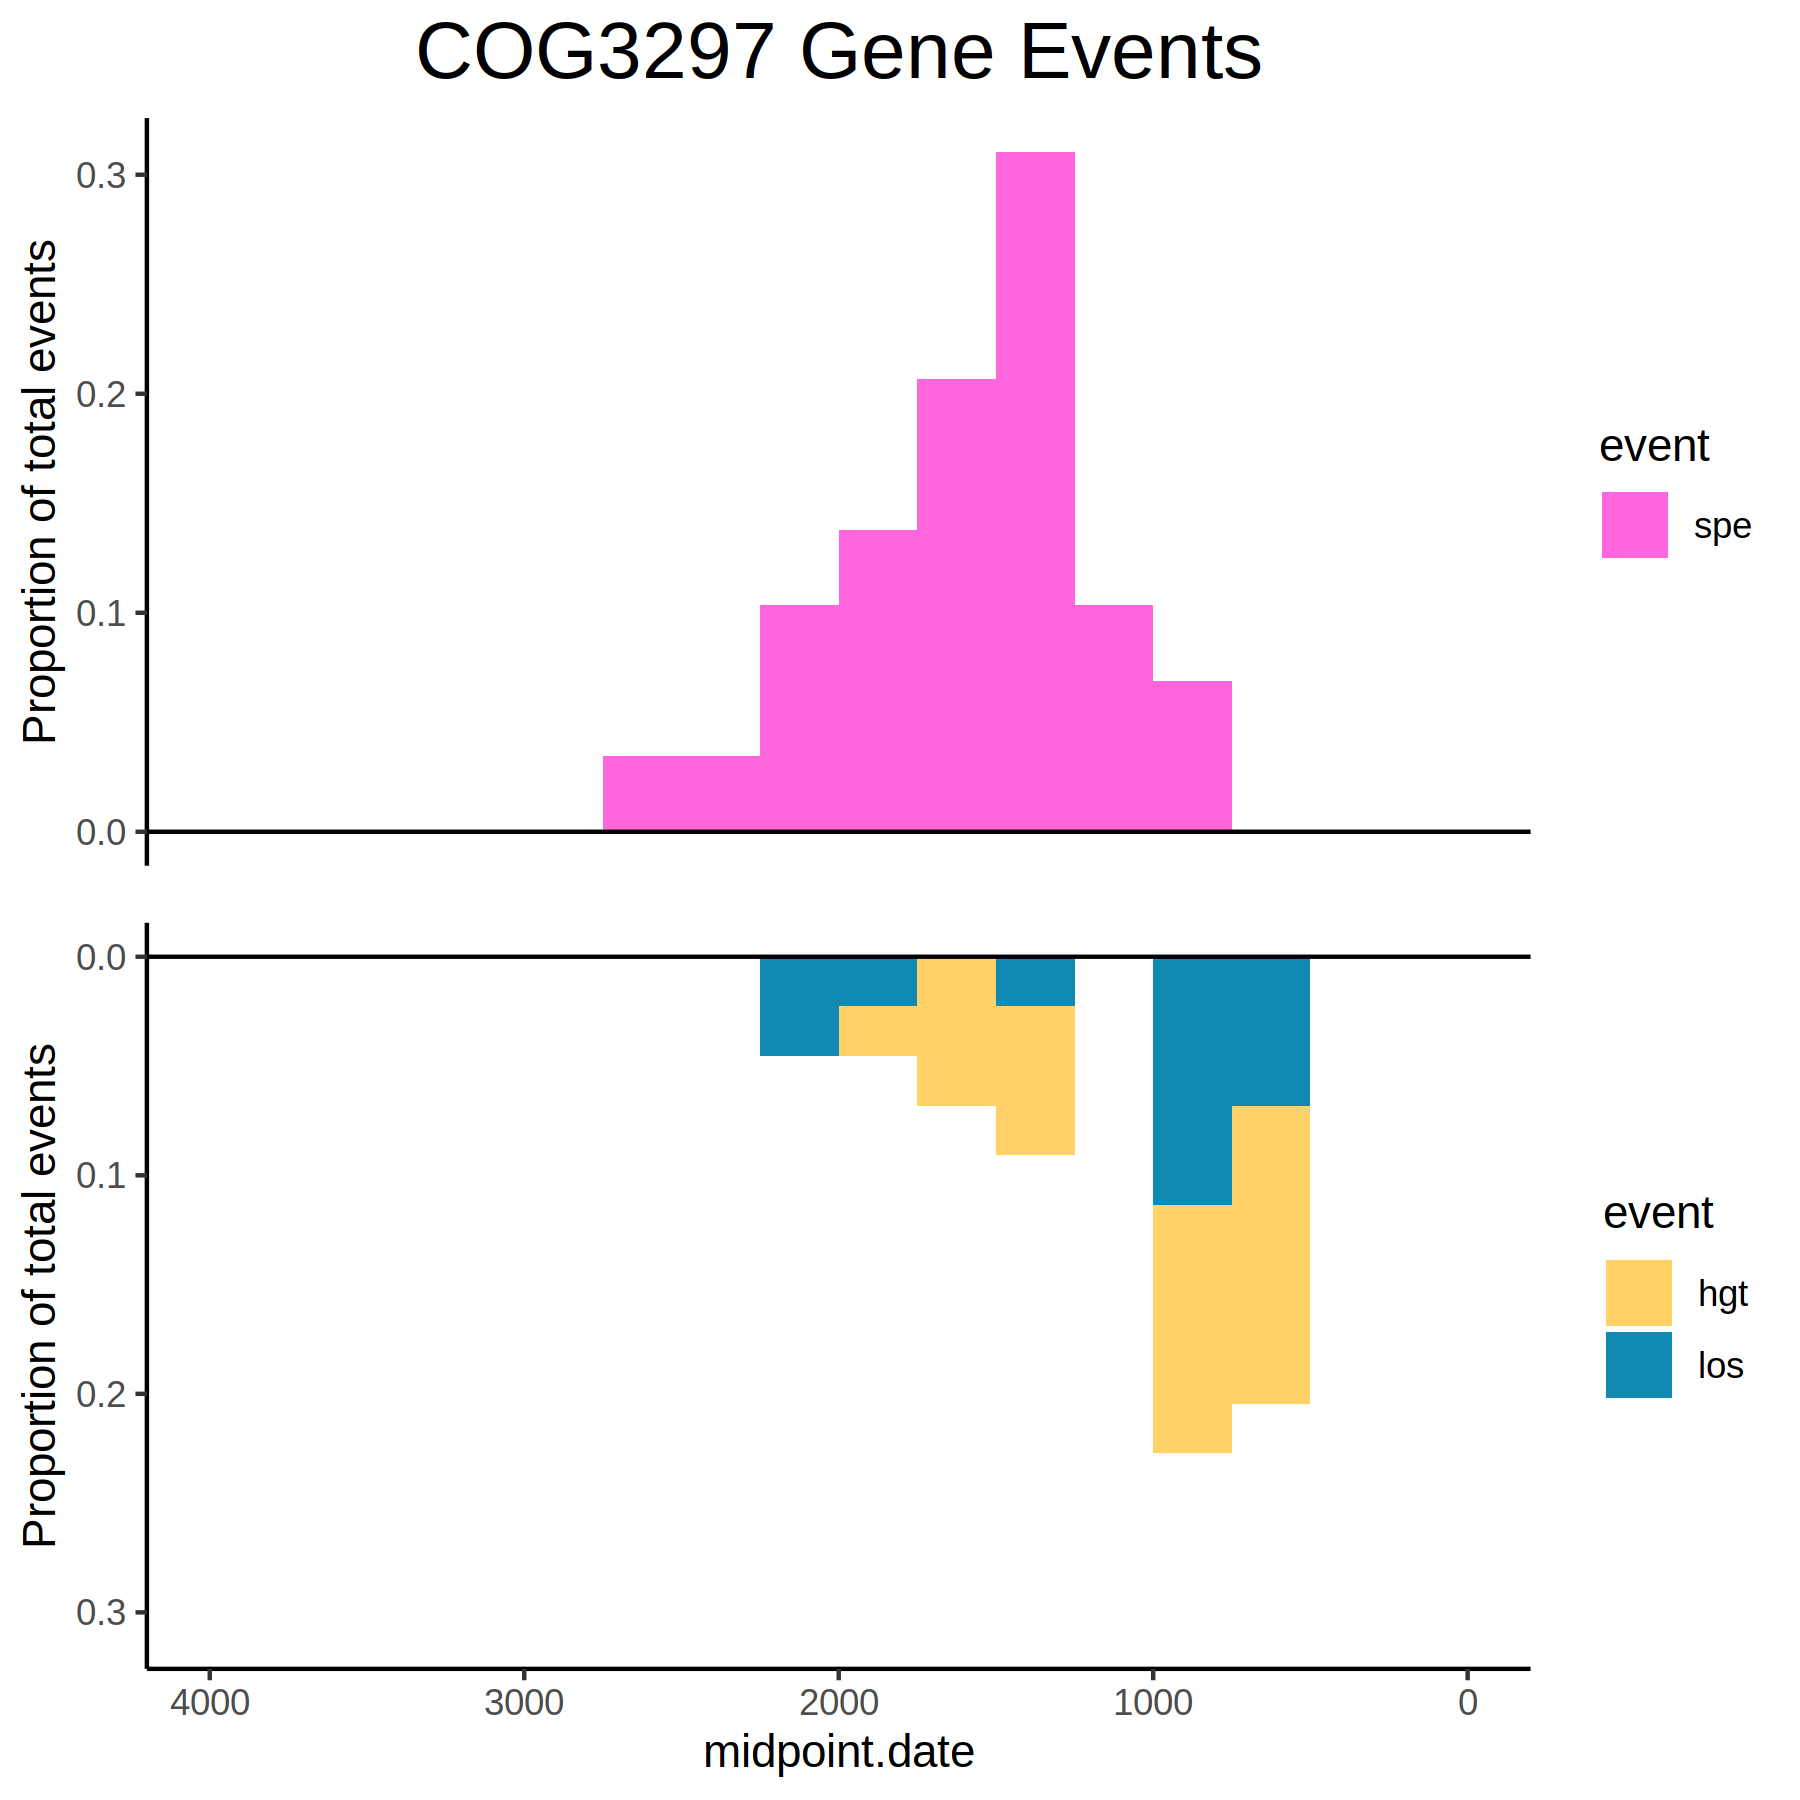 COG3297 Gene Events
Proportion of total events
0.3
0.2
0.1
0.0
event
spe
Proportion of total events
0.0
0.1
0.2
0.3
event
hgt
los
4000 3000 2000 1000 0
midpoint.date